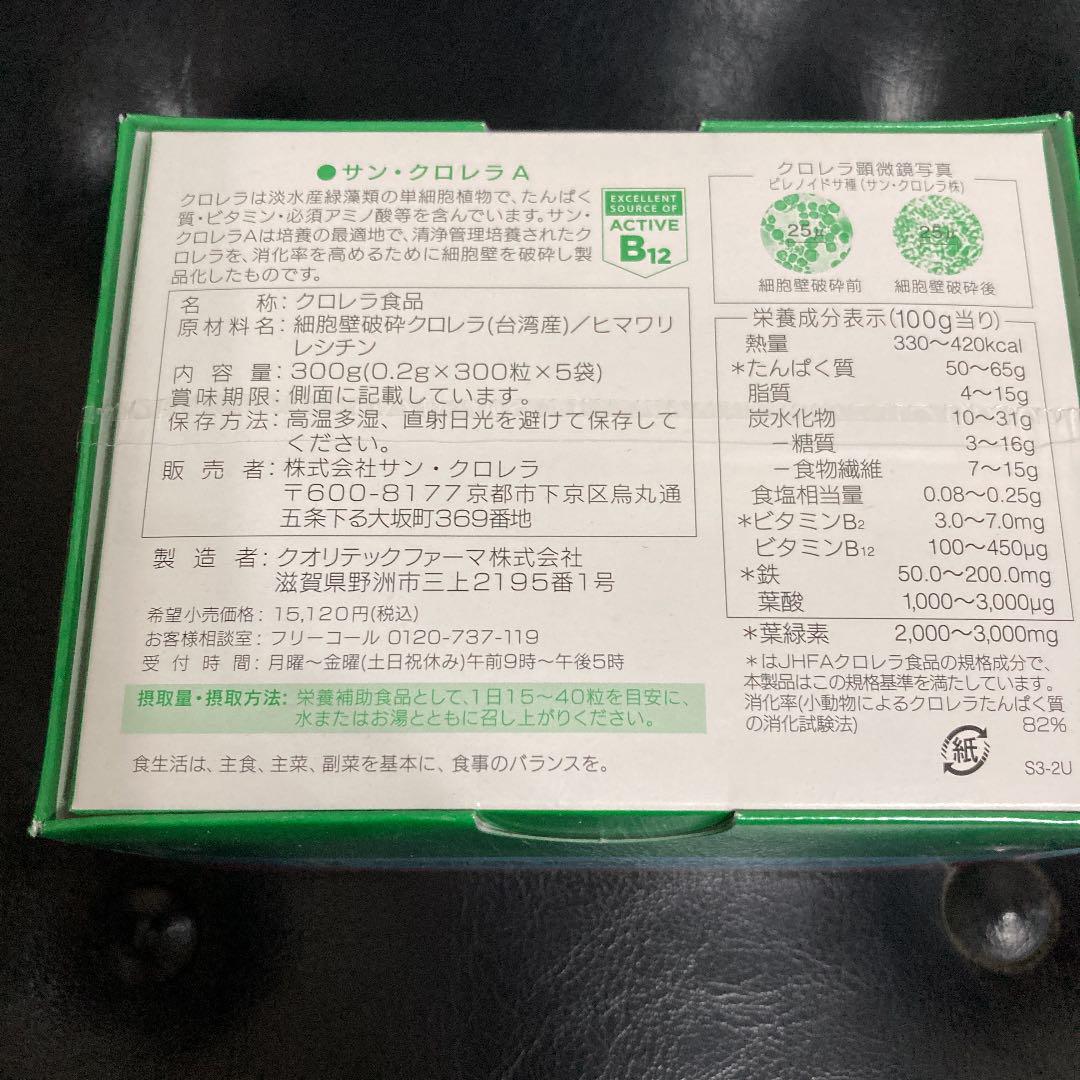 ●サン・クロレラA
クロレラは淡水産緑藻類の単細胞植物で、たんぱく
質・ビタミン・必須アミノ酸等を含んでいます。サン・
クロレラAは培養の最適地で、清浄管理培養されたク
ロレラを、消化率を高めるために細胞壁を破砕し製
品化したものです。
EXCELLENT
SOURCE OF
ACTIVE
B12
名称:クロレラ食品
原材料名:細胞壁破砕クロレラ(台湾産)/ヒマワリ
レシチン
内容量:300g(0.2g×300粒×5袋)
賞味期限:側面に記載しています。
保存方法:高温多湿、直射日光を避けて保存して
ください。
販売者:株式会社サン・クロレラ
〒600-8177京都市下京区烏丸通
五条下る大坂町369番地
製造者:クオリテックファーマ株式会社
滋賀県野洲市三上2195番1号
希望小売価格:15,120円(税込)
お客様相談室:フリーコール 0120-737-119
受付時間:月曜~金曜(土日祝休み)午前9時~午後5時
摂取量・摂取方法:栄養補助食品として、1日15~40粒を目安に、
水またはお湯とともに召し上がりください。
食生活は、主食、主菜、副菜を基本に、食事のバランスを。
クロレラ顕微鏡写真
ピレノイドサ種(サン・クロレラ株)
25μ 25μ
細胞壁破砕前 細胞壁破砕後
栄養成分表示(100g当り)
熱量 330~420kcal
*たんぱく質 50~65g
脂質 4~15g
炭水化物 10~31g
-糖質 3~16g
-食物繊維 7~15g
食塩相当量 0.08~0.25g
*ビタミンB2 3.0~7.0mg
ビタミンB12 100~450μg
*鉄 50.0~200.0mg
葉酸 1,000~3,000μg
*葉緑素 2,000~3,000mg
*はJHFAクロレラ食品の規格成分で、
本製品はこの規格基準を満たしています。
消化率(小動物によるクロレラたんぱく質
の消化試験法) 82%
紙
S3-2U